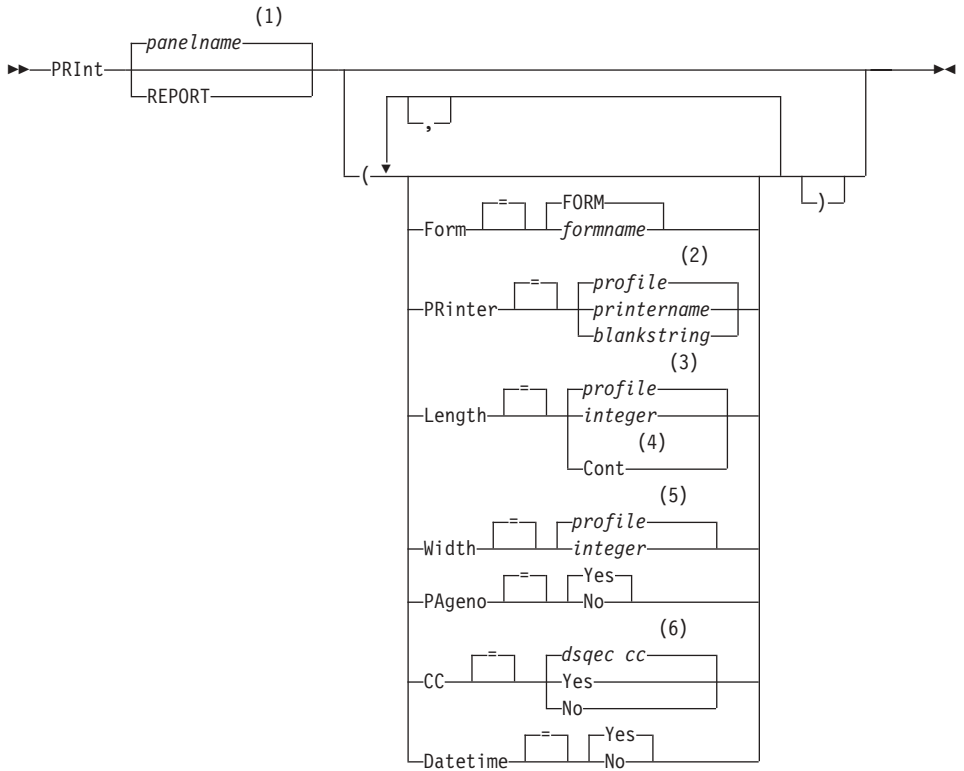 (1)
panelname
PRInt
REPORT
,
(
)
= FORM
Form formname
(2)
= profile
PRinter printername
blankstring
(3)
= profile
Length integer
(4)
Cont
(5)
= profile
Width integer
= Yes
PAgeno No
(6)
= dsqec cc
CC Yes
No
= Yes
Datetime No